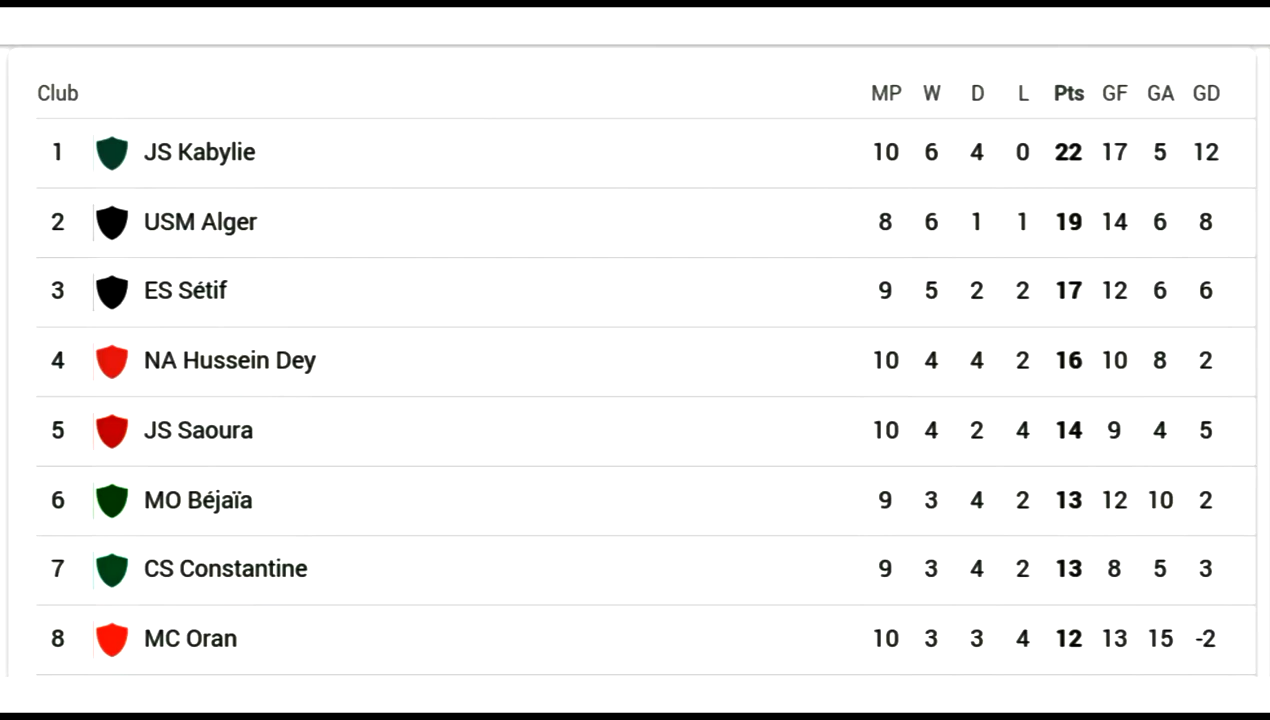 Club MP W D L Pts GF GA GD
1 JS Kabylie 10 6 4 0 22 17 5 12
2 USM Alger 8 6 1 1 19 14 6 8
3 ES Sétif 9 5 2 2 17 12 6 6
4 NA Hussein Dey 10 4 4 2 16 10 8 2
5 JS Saoura 10 4 2 4 14 9 4 5
6 MO Béjaïa 9 3 4 2 13 12 10 2
7 CS Constantine 9 3 4 2 13 8 5 3
8 MC Oran 10 3 3 4 12 13 15 -2